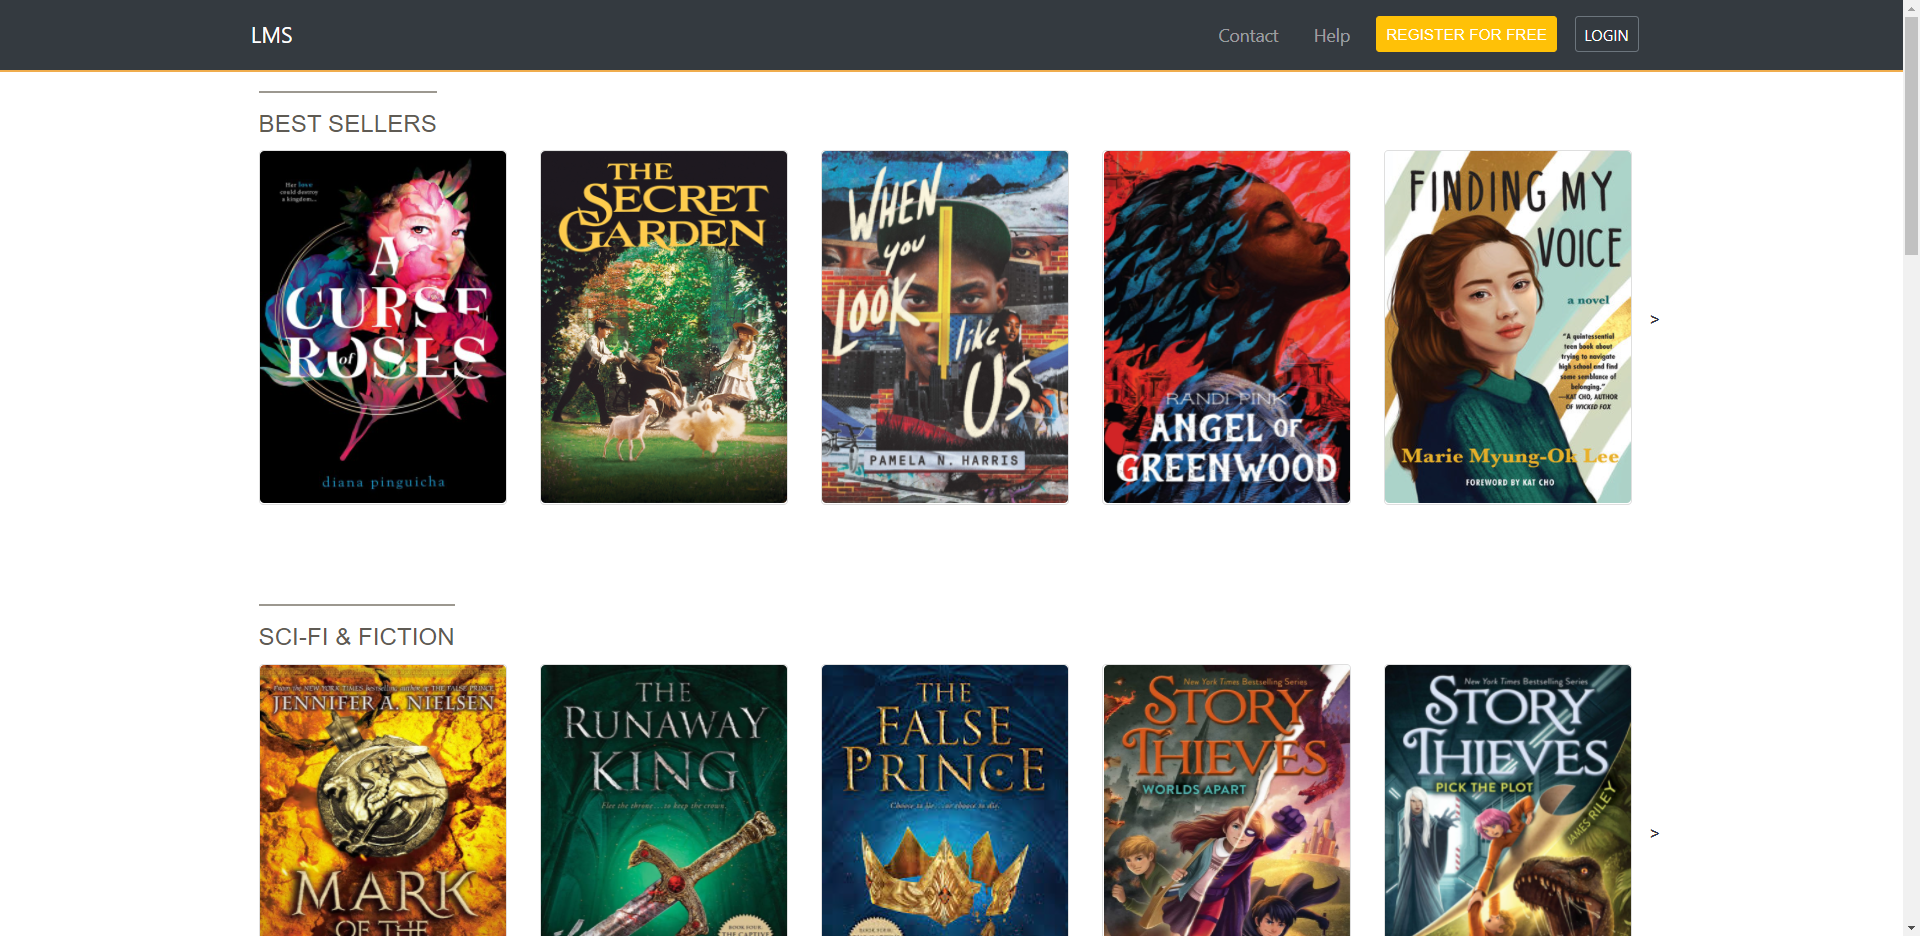 LMS
Contact
Help
REGISTER FOR FREE
LOGIN
BEST SELLERS
Her love
could destroy
a kingdom...
A
CURSE
of
ROSES
diana pinguicha
THE
SECRET
GARDEN
WHEN
you
LOOK
like
US
PAMELA N. HARRIS
RANDI PINK
ANGEL OF
GREENWOOD
FINDING MY
VOICE
a novel
"A quintessential
teen book about
trying to navigate
high school and find
some semblance of
belonging."
—KAT CHO, AUTHOR
OF WICKED FOX
Marie Myung-Ok Lee
FOREWORD BY KAT CHO
>
SCI-FI & FICTION
From the NEW YORK TIMES bestselling author of THE FALSE PRINCE
JENNIFER A. NIELSEN
MARK
OF THE
THE
RUNAWAY
KING
Flee the throne...to keep the crown.
BOOK FOUR:
THE CAPTIVE
THE
FALSE
PRINCE
Choose to lie...or choose to die.
BOOK FOUR:
New York Times Bestselling Series
STORY
THIEVES
WORLDS APART
New York Times Bestselling Series
STORY
THIEVES
PICK THE PLOT
JAMES RILEY
>